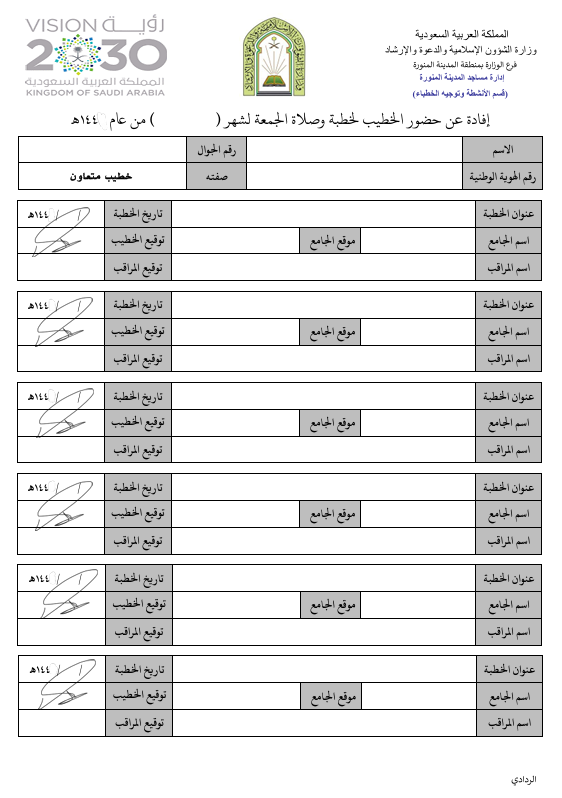 رؤية VISION
2030
المملكة العربية السعودية
KINGDOM OF SAUDI ARABIA
المملكة العربية السعودية
وزارة الشؤون الإسلامية والدعوة والإرشاد
فرع الوزارة بمنطقة المدينة المنورة
إدارة مساجد المدينة المنورة
(قسم الأنشطة وتوجيه الخطباء)
إفادة عن حضور الخطيب لخطبة وصلاة الجمعة لشهر ( ) من عام ١٤٤ هـ
الاسم رقم الجوال
رقم الهوية الوطنية صفته خطيب متعاون
عنوان الخطبة تاريخ الخطبة / / ١٤٤هـ
اسم الجامع موقع الجامع توقيع الخطيب
اسم المراقب توقيع المراقب
عنوان الخطبة تاريخ الخطبة / / ١٤٤هـ
اسم الجامع موقع الجامع توقيع الخطيب
اسم المراقب توقيع المراقب
عنوان الخطبة تاريخ الخطبة / / ١٤٤هـ
اسم الجامع موقع الجامع توقيع الخطيب
اسم المراقب توقيع المراقب
عنوان الخطبة تاريخ الخطبة / / ١٤٤هـ
اسم الجامع موقع الجامع توقيع الخطيب
اسم المراقب توقيع المراقب
عنوان الخطبة تاريخ الخطبة / / ١٤٤هـ
اسم الجامع موقع الجامع توقيع الخطيب
اسم المراقب توقيع المراقب
عنوان الخطبة تاريخ الخطبة / / ١٤٤هـ
اسم الجامع موقع الجامع توقيع الخطيب
اسم المراقب توقيع المراقب
الردادي